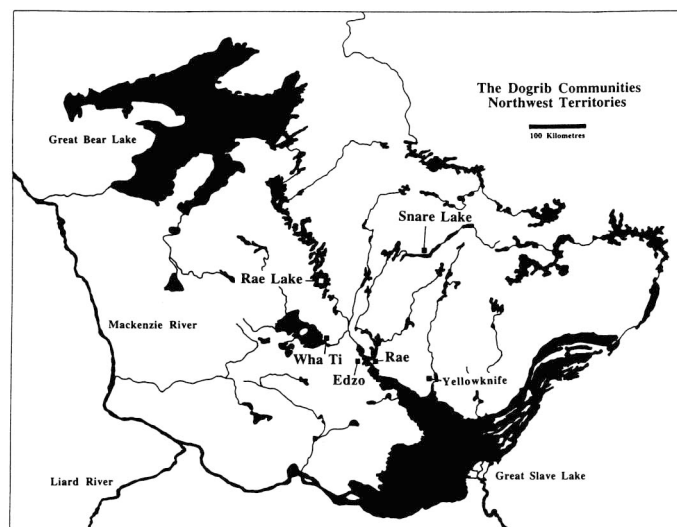 The Dogrib Communities
Northwest Territories
100 Kilometres
Great Bear Lake
Snare Lake
Rae Lake
Mackenzie River
Wha Ti
Rae
Edzo
Yellowknife
Great Slave Lake
Liard River